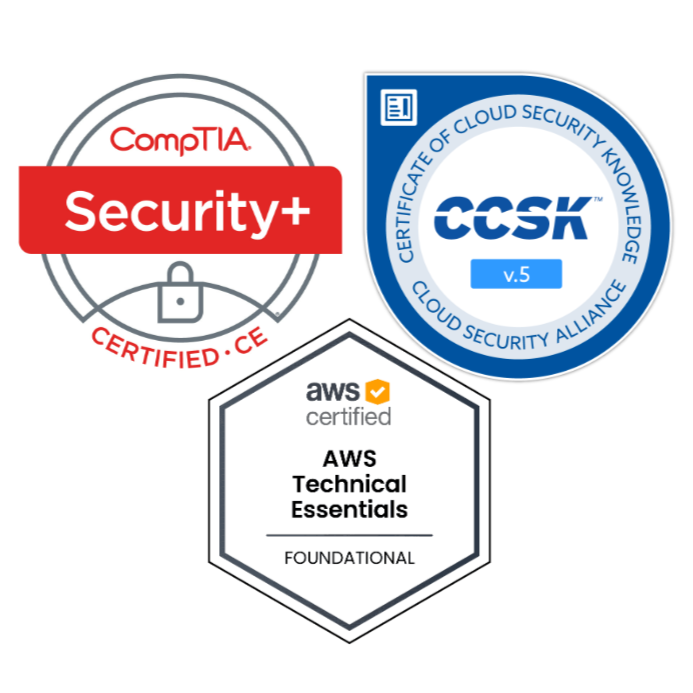 CompTIA.
Security+
CERTIFIED · CE
CERTIFICATE OF CLOUD SECURITY KNOWLEDGE
CCSK™
v.5
CLOUD SECURITY ALLIANCE
aws
certified
AWS
Technical
Essentials
FOUNDATIONAL